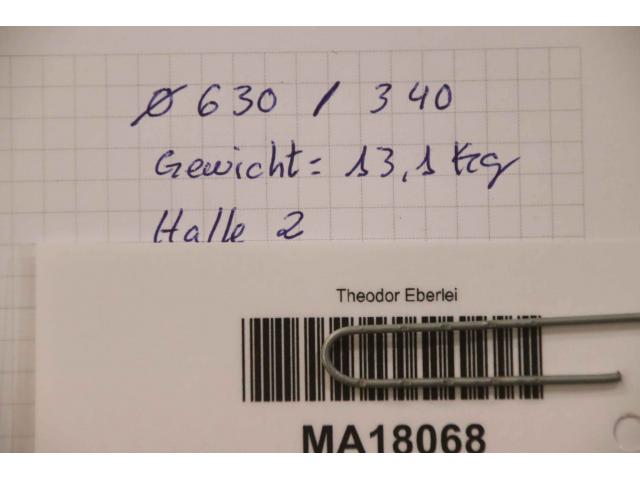 Ø 630 / 340
Gewicht = 13,1 kg
Halle 2
Theodor Eberlei
MA18068